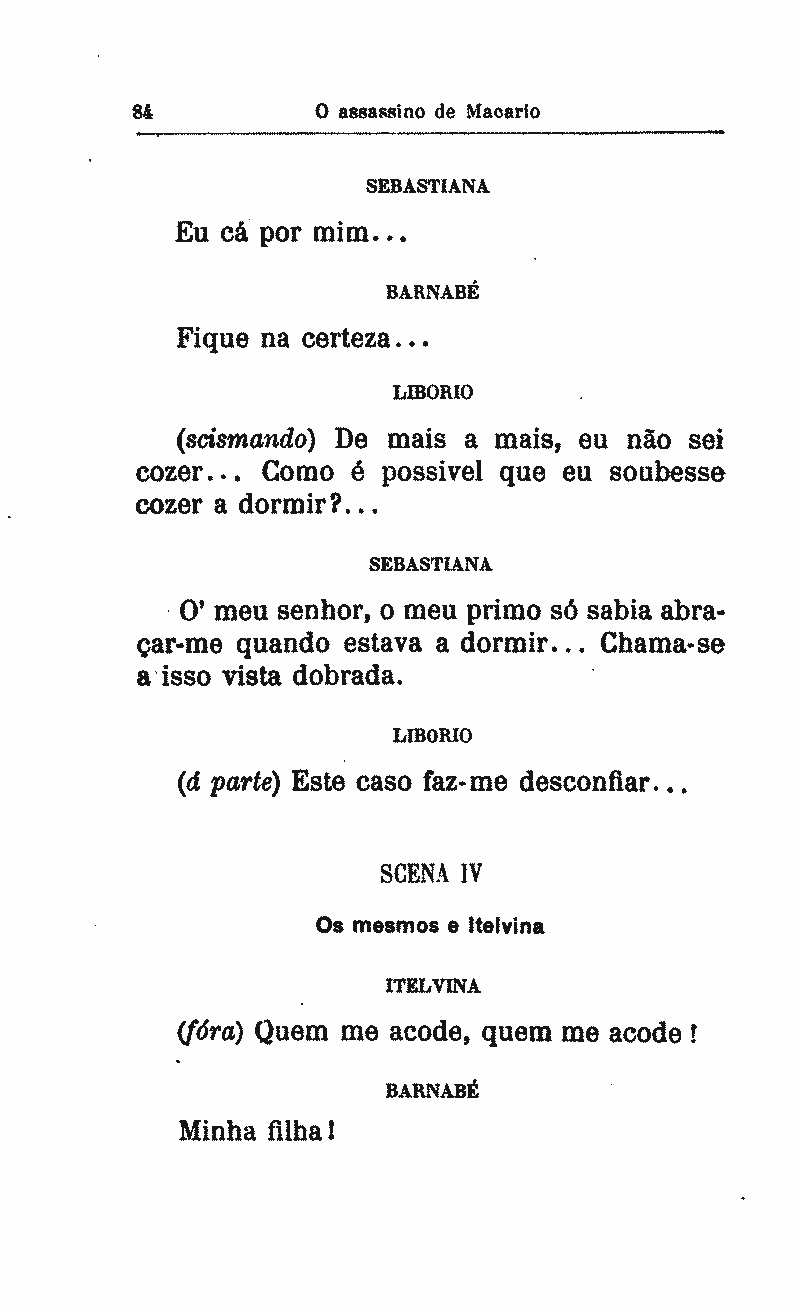 84 O assassino de Macario
SEBASTIANA
Eu cá por mim...
BARNABÉ
Fique na certeza...
LIBORIO
(scismando) De mais a mais, eu não sei
cozer... Como é possivel que eu soubesse
cozer a dormir?...
SEBASTIANA
O' meu senhor, o meu primo só sabia abra-
çar-me quando estava a dormir... Chama-se
a isso vista dobrada.
LIBORIO
(á parte) Este caso faz-me desconfiar...
SCENA IV
Os mesmos e Itelvina
ITELVINA
(fóra) Quem me acode, quem me acode!
BARNABÉ
Minha filha!